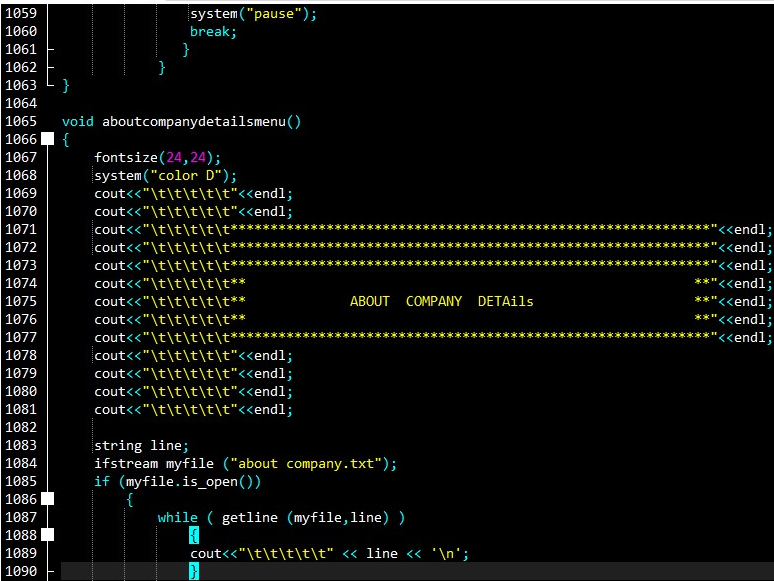 1059                 system("pause");
1060                 break;
1061                }
1062             }
1063 }
1064
1065 void aboutcompanydetailsmenu()
1066 {
1067     fontsize(24,24);
1068     system("color D");
1069     cout<<"\t\t\t\t\t"<<endl;
1070     cout<<"\t\t\t\t\t"<<endl;
1071     cout<<"\t\t\t\t\t************************************************************"<<endl;
1072     cout<<"\t\t\t\t\t************************************************************"<<endl;
1073     cout<<"\t\t\t\t\t************************************************************"<<endl;
1074     cout<<"\t\t\t\t\t**                                                        **"<<endl;
1075     cout<<"\t\t\t\t\t**             ABOUT  COMPANY  DETAils                    **"<<endl;
1076     cout<<"\t\t\t\t\t**                                                        **"<<endl;
1077     cout<<"\t\t\t\t\t************************************************************"<<endl;
1078     cout<<"\t\t\t\t\t"<<endl;
1079     cout<<"\t\t\t\t\t"<<endl;
1080     cout<<"\t\t\t\t\t"<<endl;
1081     cout<<"\t\t\t\t\t"<<endl;
1082
1083     string line;
1084     ifstream myfile ("about company.txt");
1085     if (myfile.is_open())
1086         {
1087             while ( getline (myfile,line) )
1088                 {
1089                 cout<<"\t\t\t\t\t" << line << '\n';
1090                 }